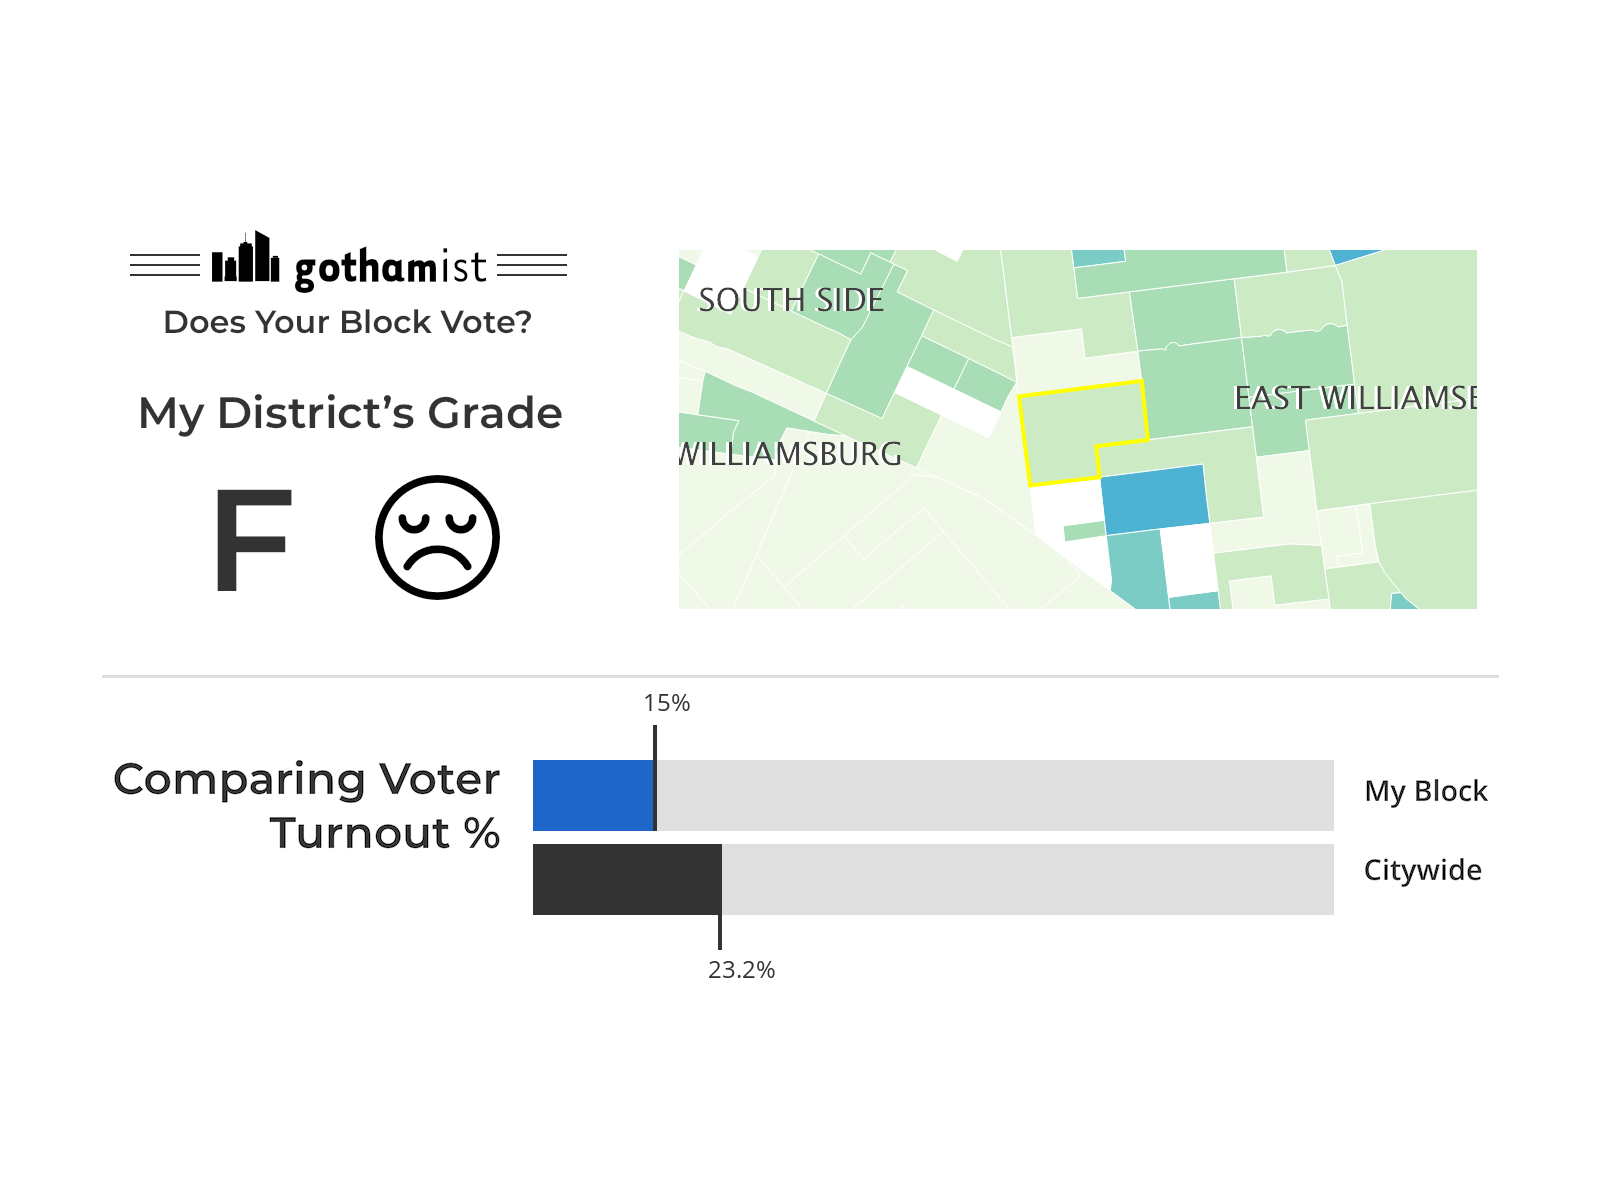 gothamist
Does Your Block Vote?
My District’s Grade
F
SOUTH SIDE
EAST WILLIAMSB
WILLIAMSBURG
15%
Comparing Voter
Turnout %
My Block
Citywide
23.2%